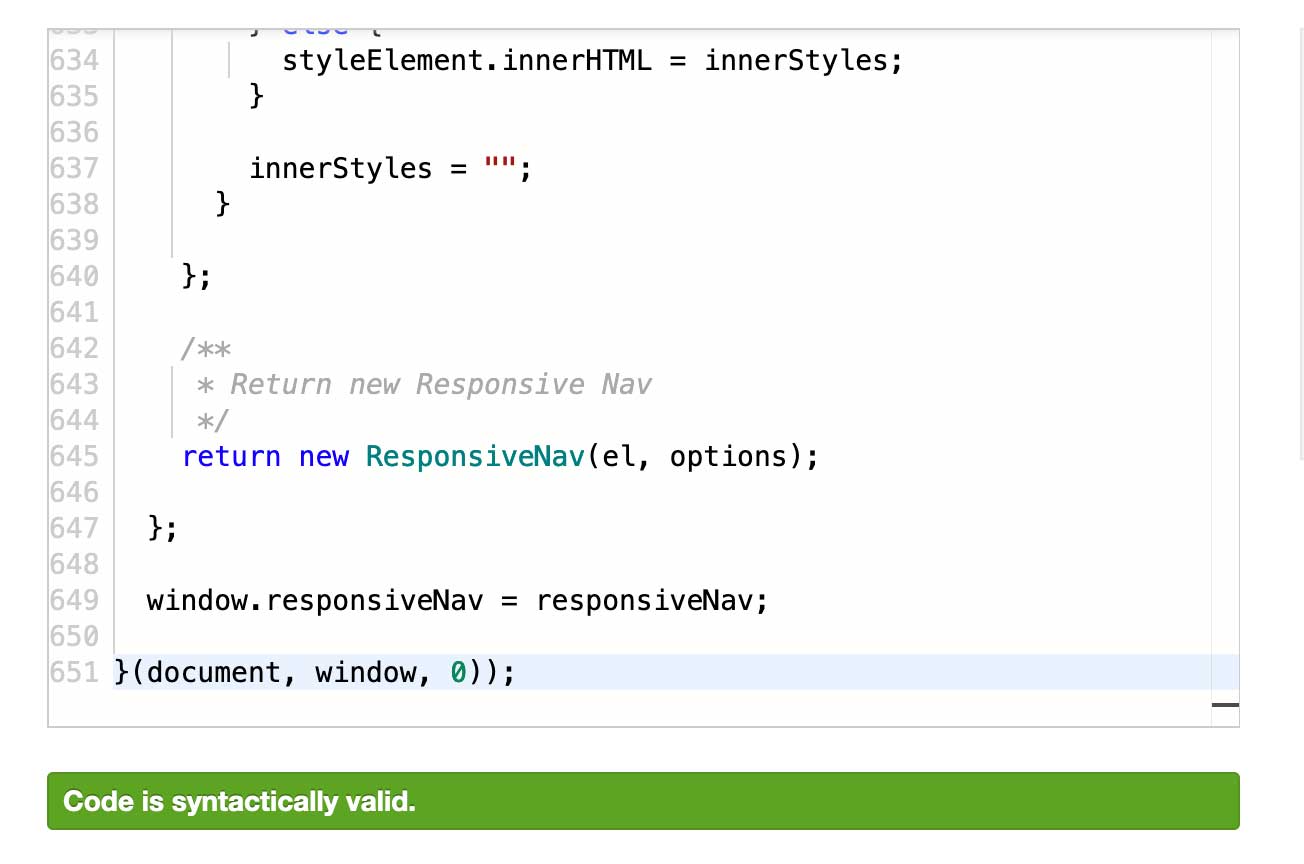 633 } else {
634 styleElement.innerHTML = innerStyles;
635 }
636
637 innerStyles = "";
638 }
639
640 };
641
642 /**
643 * Return new Responsive Nav
644 */
645 return new ResponsiveNav(el, options);
646
647 };
648
649 window.responsiveNav = responsiveNav;
650
651 }(document, window, 0));
Code is syntactically valid.